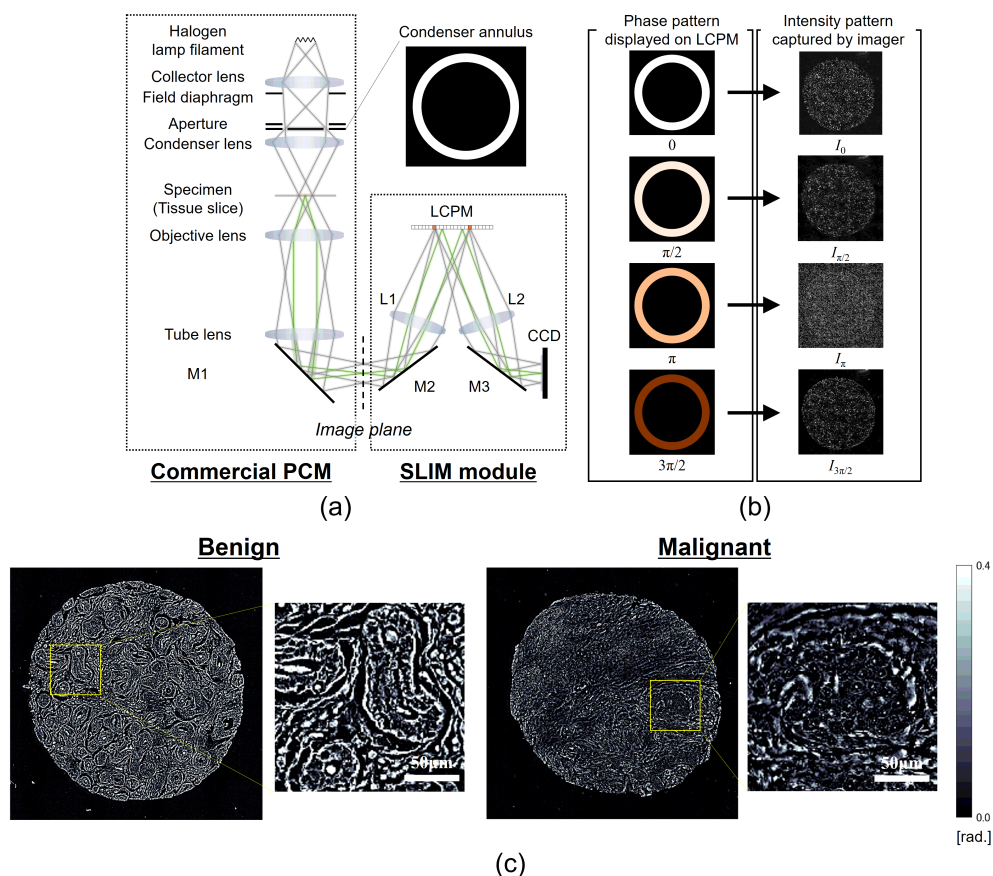 Halogen
lamp filament
Collector lens
Field diaphragm
Aperture
Condenser lens
Specimen
(Tissue slice)
Objective lens
Tube lens
M1
Condenser annulus
LCPM
L1
L2
CCD
M2
M3
Image plane
Commercial PCM
SLIM module
(a)
Phase pattern
displayed on LCPM
Intensity pattern
captured by imager
0
I0
π/2
Iπ/2
π
Iπ
3π/2
I3π/2
(b)
Benign
50μm
Malignant
50μm
0.4
0.0
[rad.]
(c)